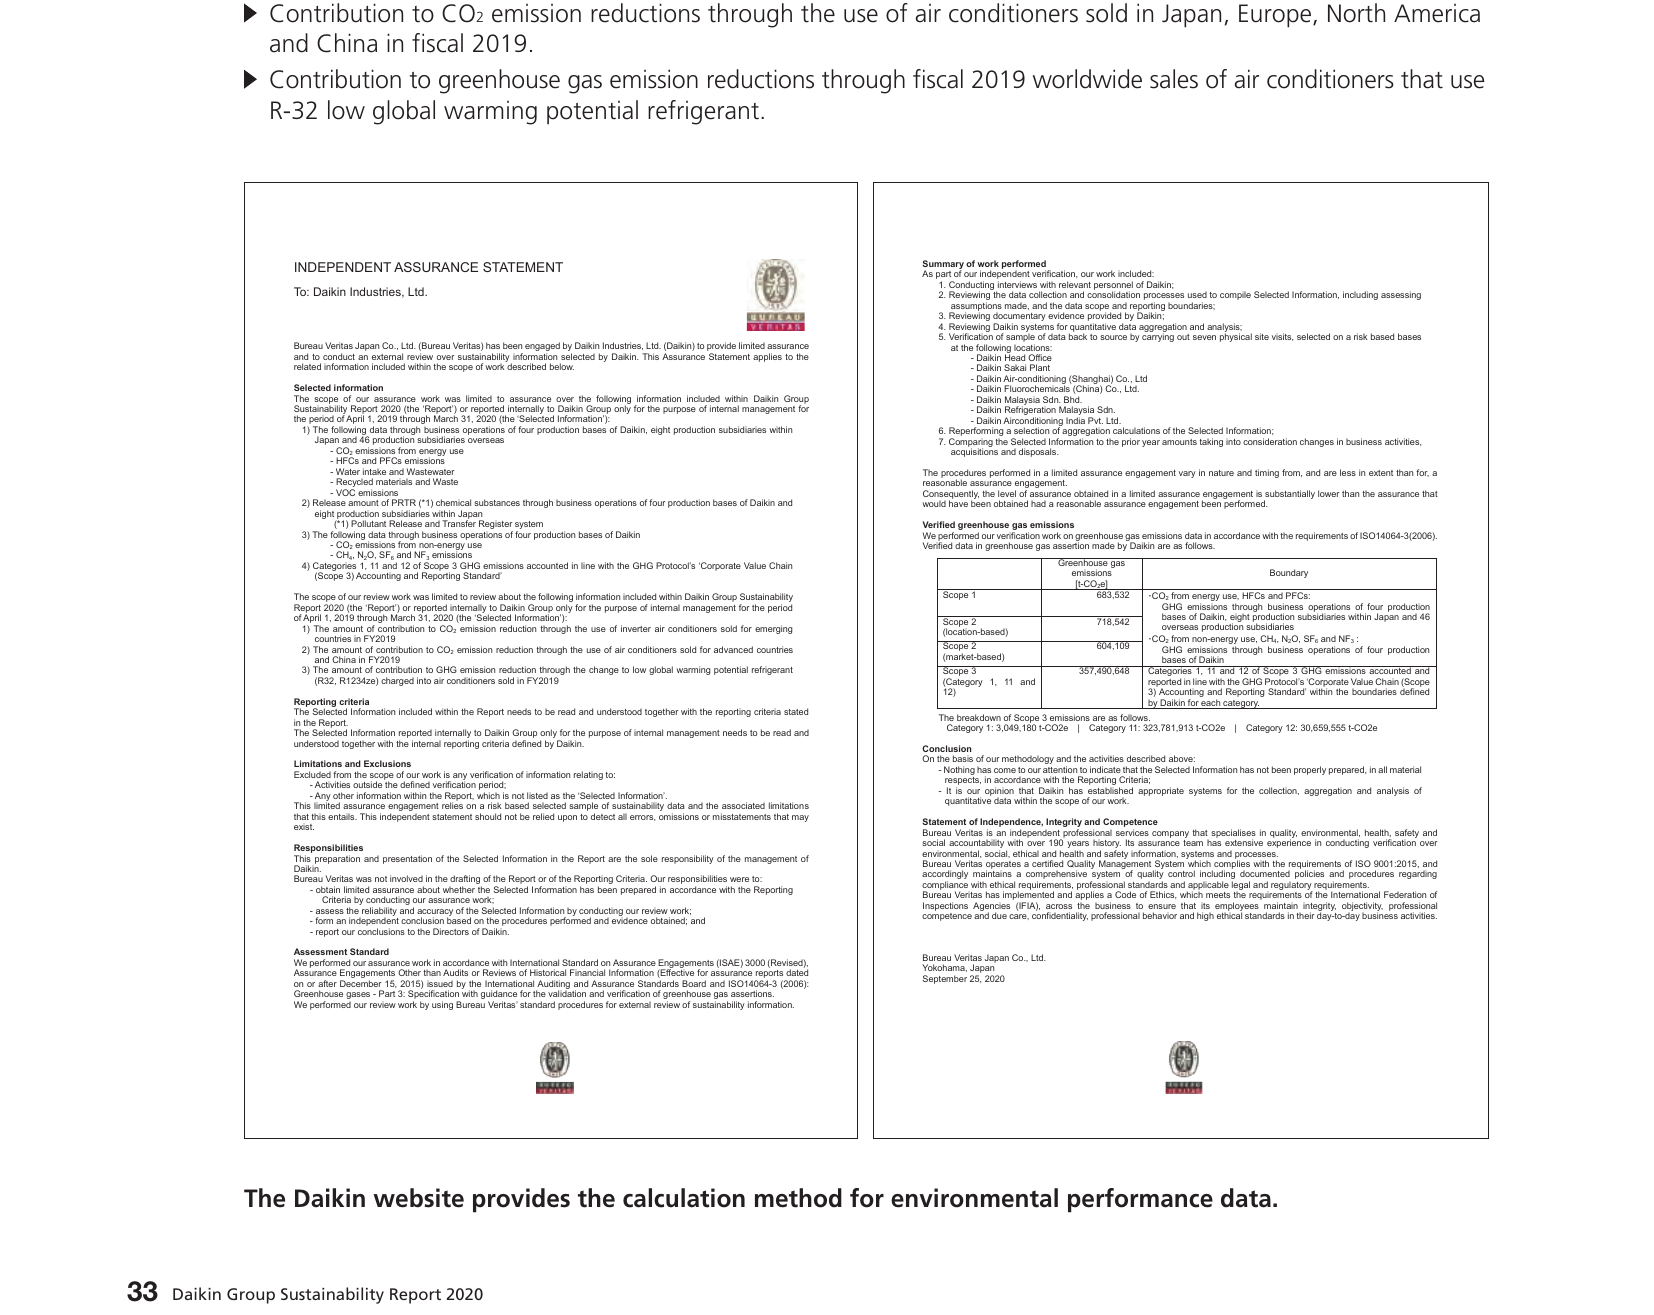 Contribution to CO₂ emission reductions through the use of air conditioners sold in Japan, Europe, North America
and China in fiscal 2019.
Contribution to greenhouse gas emission reductions through fiscal 2019 worldwide sales of air conditioners that use
R-32 low global warming potential refrigerant.
INDEPENDENT ASSURANCE STATEMENT
To: Daikin Industries, Ltd.
BUREAU
VERITAS
Bureau Veritas Japan Co., Ltd. (Bureau Veritas) has been engaged by Daikin Industries, Ltd. (Daikin) to provide limited assurance
and to conduct an external review over sustainability information selected by Daikin. This Assurance Statement applies to the
related information included within the scope of work described below.
Selected information
The scope of our assurance work was limited to assurance over the following information included within Daikin Group
Sustainability Report 2020 (the ‘Report’) or reported internally to Daikin Group only for the purpose of internal management for
the period of April 1, 2019 through March 31, 2020 (the ‘Selected Information’):
1) The following data through business operations of four production bases of Daikin, eight production subsidiaries within
Japan and 46 production subsidiaries overseas
- CO₂ emissions from energy use
- HFCs and PFCs emissions
- Water intake and Wastewater
- Recycled materials and Waste
- VOC emissions
2) Release amount of PRTR (*1) chemical substances through business operations of four production bases of Daikin and
eight production subsidiaries within Japan
(*1) Pollutant Release and Transfer Register system
3) The following data through business operations of four production bases of Daikin
- CO₂ emissions from non-energy use
- CH₄, N₂O, SF₆ and NF₃ emissions
4) Categories 1, 11 and 12 of Scope 3 GHG emissions accounted in line with the GHG Protocol’s ‘Corporate Value Chain
(Scope 3) Accounting and Reporting Standard’
The scope of our review work was limited to review about the following information included within Daikin Group Sustainability
Report 2020 (the ‘Report’) or reported internally to Daikin Group only for the purpose of internal management for the period
of April 1, 2019 through March 31, 2020 (the ‘Selected Information’):
1) The amount of contribution to CO₂ emission reduction through the use of inverter air conditioners sold for emerging
countries in FY2019
2) The amount of contribution to CO₂ emission reduction through the use of air conditioners sold for advanced countries
and China in FY2019
3) The amount of contribution to GHG emission reduction through the change to low global warming potential refrigerant
(R32, R1234ze) charged into air conditioners sold in FY2019
Reporting criteria
The Selected Information included within the Report needs to be read and understood together with the reporting criteria stated
in the Report.
The Selected Information reported internally to Daikin Group only for the purpose of internal management needs to be read and
understood together with the internal reporting criteria defined by Daikin.
Limitations and Exclusions
Excluded from the scope of our work is any verification of information relating to:
- Activities outside the defined verification period;
- Any other information within the Report, which is not listed as the ‘Selected Information’.
This limited assurance engagement relies on a risk based selected sample of sustainability data and the associated limitations
that this entails. This independent statement should not be relied upon to detect all errors, omissions or misstatements that may
exist.
Responsibilities
This preparation and presentation of the Selected Information in the Report are the sole responsibility of the management of
Daikin.
Bureau Veritas was not involved in the drafting of the Report or of the Reporting Criteria. Our responsibilities were to:
- obtain limited assurance about whether the Selected Information has been prepared in accordance with the Reporting
Criteria by conducting our assurance work;
- assess the reliability and accuracy of the Selected Information by conducting our review work;
- form an independent conclusion based on the procedures performed and evidence obtained; and
- report our conclusions to the Directors of Daikin.
Assessment Standard
We performed our assurance work in accordance with International Standard on Assurance Engagements (ISAE) 3000 (Revised),
Assurance Engagements Other than Audits or Reviews of Historical Financial Information (Effective for assurance reports dated
on or after December 15, 2015) issued by the International Auditing and Assurance Standards Board and ISO14064-3 (2006):
Greenhouse gases - Part 3: Specification with guidance for the validation and verification of greenhouse gas assertions.
We performed our review work by using Bureau Veritas’ standard procedures for external review of sustainability information.
BUREAU
VERITAS
Summary of work performed
As part of our independent verification, our work included:
1. Conducting interviews with relevant personnel of Daikin;
2. Reviewing the data collection and consolidation processes used to compile Selected Information, including assessing
assumptions made, and the data scope and reporting boundaries;
3. Reviewing documentary evidence provided by Daikin;
4. Reviewing Daikin systems for quantitative data aggregation and analysis;
5. Verification of sample of data back to source by carrying out seven physical site visits, selected on a risk based bases
at the following locations:
- Daikin Head Office
- Daikin Sakai Plant
- Daikin Air-conditioning (Shanghai) Co., Ltd
- Daikin Fluorochemicals (China) Co., Ltd.
- Daikin Malaysia Sdn. Bhd.
- Daikin Refrigeration Malaysia Sdn.
- Daikin Airconditioning India Pvt. Ltd.
6. Reperforming a selection of aggregation calculations of the Selected Information;
7. Comparing the Selected Information to the prior year amounts taking into consideration changes in business activities,
acquisitions and disposals.
The procedures performed in a limited assurance engagement vary in nature and timing from, and are less in extent than for, a
reasonable assurance engagement.
Consequently, the level of assurance obtained in a limited assurance engagement is substantially lower than the assurance that
would have been obtained had a reasonable assurance engagement been performed.
Verified greenhouse gas emissions
We performed our verification work on greenhouse gas emissions data in accordance with the requirements of ISO14064-3(2006).
Verified data in greenhouse gas assertion made by Daikin are as follows.
Greenhouse gas
emissions
[t-CO₂e]
Boundary
Scope 1 683,532
Scope 2 718,542
(location-based)
Scope 2 604,109
(market-based)
-CO₂ from energy use, HFCs and PFCs:
GHG emissions through business operations of four production
bases of Daikin, eight production subsidiaries within Japan and 46
overseas production subsidiaries
-CO₂ from non-energy use, CH₄, N₂O, SF₆ and NF₃ :
GHG emissions through business operations of four production
bases of Daikin
Scope 3 357,490,648
(Category 1, 11 and
12)
Categories 1, 11 and 12 of Scope 3 GHG emissions accounted and
reported in line with the GHG Protocol’s ‘Corporate Value Chain (Scope
3) Accounting and Reporting Standard’ within the boundaries defined
by Daikin for each category.
The breakdown of Scope 3 emissions are as follows.
Category 1: 3,049,180 t-CO2e | Category 11: 323,781,913 t-CO2e | Category 12: 30,659,555 t-CO2e
Conclusion
On the basis of our methodology and the activities described above:
- Nothing has come to our attention to indicate that the Selected Information has not been properly prepared, in all material
respects, in accordance with the Reporting Criteria;
- It is our opinion that Daikin has established appropriate systems for the collection, aggregation and analysis of
quantitative data within the scope of our work.
Statement of Independence, Integrity and Competence
Bureau Veritas is an independent professional services company that specialises in quality, environmental, health, safety and
social accountability with over 190 years history. Its assurance team has extensive experience in conducting verification over
environmental, social, ethical and health and safety information, systems and processes.
Bureau Veritas operates a certified Quality Management System which complies with the requirements of ISO 9001:2015, and
accordingly maintains a comprehensive system of quality control including documented policies and procedures regarding
compliance with ethical requirements, professional standards and applicable legal and regulatory requirements.
Bureau Veritas has implemented and applies a Code of Ethics, which meets the requirements of the International Federation of
Inspections Agencies (IFIA), across the business to ensure that its employees maintain integrity, objectivity, professional
competence and due care, confidentiality, professional behavior and high ethical standards in their day-to-day business activities.
Bureau Veritas Japan Co., Ltd.
Yokohama, Japan
September 25, 2020
BUREAU
VERITAS
The Daikin website provides the calculation method for environmental performance data.
33 Daikin Group Sustainability Report 2020